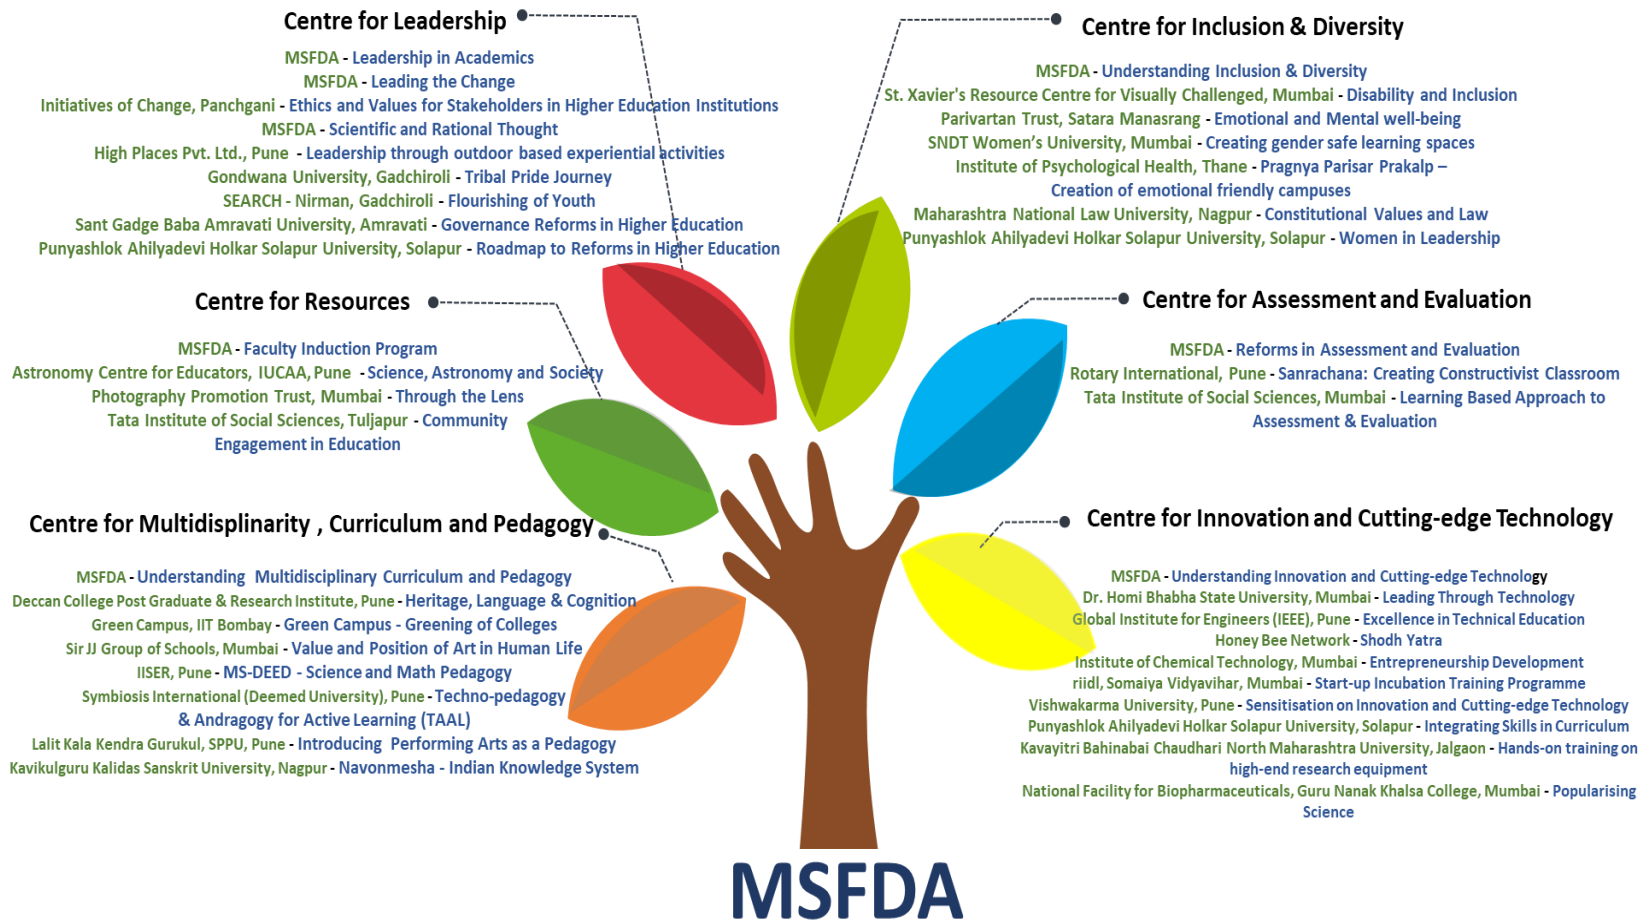 Centre for Leadership
MSFDA - Leadership in Academics
MSFDA - Leading the Change
Initiatives of Change, Panchgani - Ethics and Values for Stakeholders in Higher Education Institutions
MSFDA - Scientific and Rational Thought
High Places Pvt. Ltd., Pune - Leadership through outdoor based experiential activities
Gondwana University, Gadchiroli - Tribal Pride Journey
SEARCH - Nirman, Gadchiroli - Flourishing of Youth
Sant Gadge Baba Amravati University, Amravati - Governance Reforms in Higher Education
Punyashlok Ahilyadevi Holkar Solapur University, Solapur - Roadmap to Reforms in Higher Education
Centre for Resources
MSFDA - Faculty Induction Program
Astronomy Centre for Educators, IUCAA, Pune - Science, Astronomy and Society
Photography Promotion Trust, Mumbai - Through the Lens
Tata Institute of Social Sciences, Tuljapur - Community
Engagement in Education
Centre for Multidisplinarity , Curriculum and Pedagogy
MSFDA - Understanding Multidisciplinary Curriculum and Pedagogy
Deccan College Post Graduate & Research Institute, Pune - Heritage, Language & Cognition
Green Campus, IIT Bombay - Green Campus - Greening of Colleges
Sir JJ Group of Schools, Mumbai - Value and Position of Art in Human Life
IISER, Pune - MS-DEED - Science and Math Pedagogy
Symbiosis International (Deemed University), Pune - Techno-pedagogy
& Andragogy for Active Learning (TAAL)
Lalit Kala Kendra Gurukul, SPPU, Pune - Introducing Performing Arts as a Pedagogy
Kavikulguru Kalidas Sanskrit University, Nagpur - Navonmesha - Indian Knowledge System
Centre for Inclusion & Diversity
MSFDA - Understanding Inclusion & Diversity
St. Xavier's Resource Centre for Visually Challenged, Mumbai - Disability and Inclusion
Parivartan Trust, Satara Manasrang - Emotional and Mental well-being
SNDT Women's University, Mumbai - Creating gender safe learning spaces
Institute of Psychological Health, Thane - Pragnya Parisar Prakalp –
Creation of emotional friendly campuses
Maharashtra National Law University, Nagpur - Constitutional Values and Law
Punyashlok Ahilyadevi Holkar Solapur University, Solapur - Women in Leadership
Centre for Assessment and Evaluation
MSFDA - Reforms in Assessment and Evaluation
Rotary International, Pune - Sanrachana: Creating Constructivist Classroom
Tata Institute of Social Sciences, Mumbai - Learning Based Approach to
Assessment & Evaluation
Centre for Innovation and Cutting-edge Technology
MSFDA - Understanding Innovation and Cutting-edge Technology
Dr. Homi Bhabha State University, Mumbai - Leading Through Technology
Global Institute for Engineers (IEEE), Pune - Excellence in Technical Education
Honey Bee Network - Shodh Yatra
Institute of Chemical Technology, Mumbai - Entrepreneurship Development
riidl, Somaiya Vidyavihar, Mumbai - Start-up Incubation Training Programme
Vishwakarma University, Pune - Sensitisation on Innovation and Cutting-edge Technology
Punyashlok Ahilyadevi Holkar Solapur University, Solapur - Integrating Skills in Curriculum
Kavayitri Bahinabai Chaudhari North Maharashtra University, Jalgaon - Hands-on training on
high-end research equipment
National Facility for Biopharmaceuticals, Guru Nanak Khalsa College, Mumbai - Popularising
Science
MSFDA